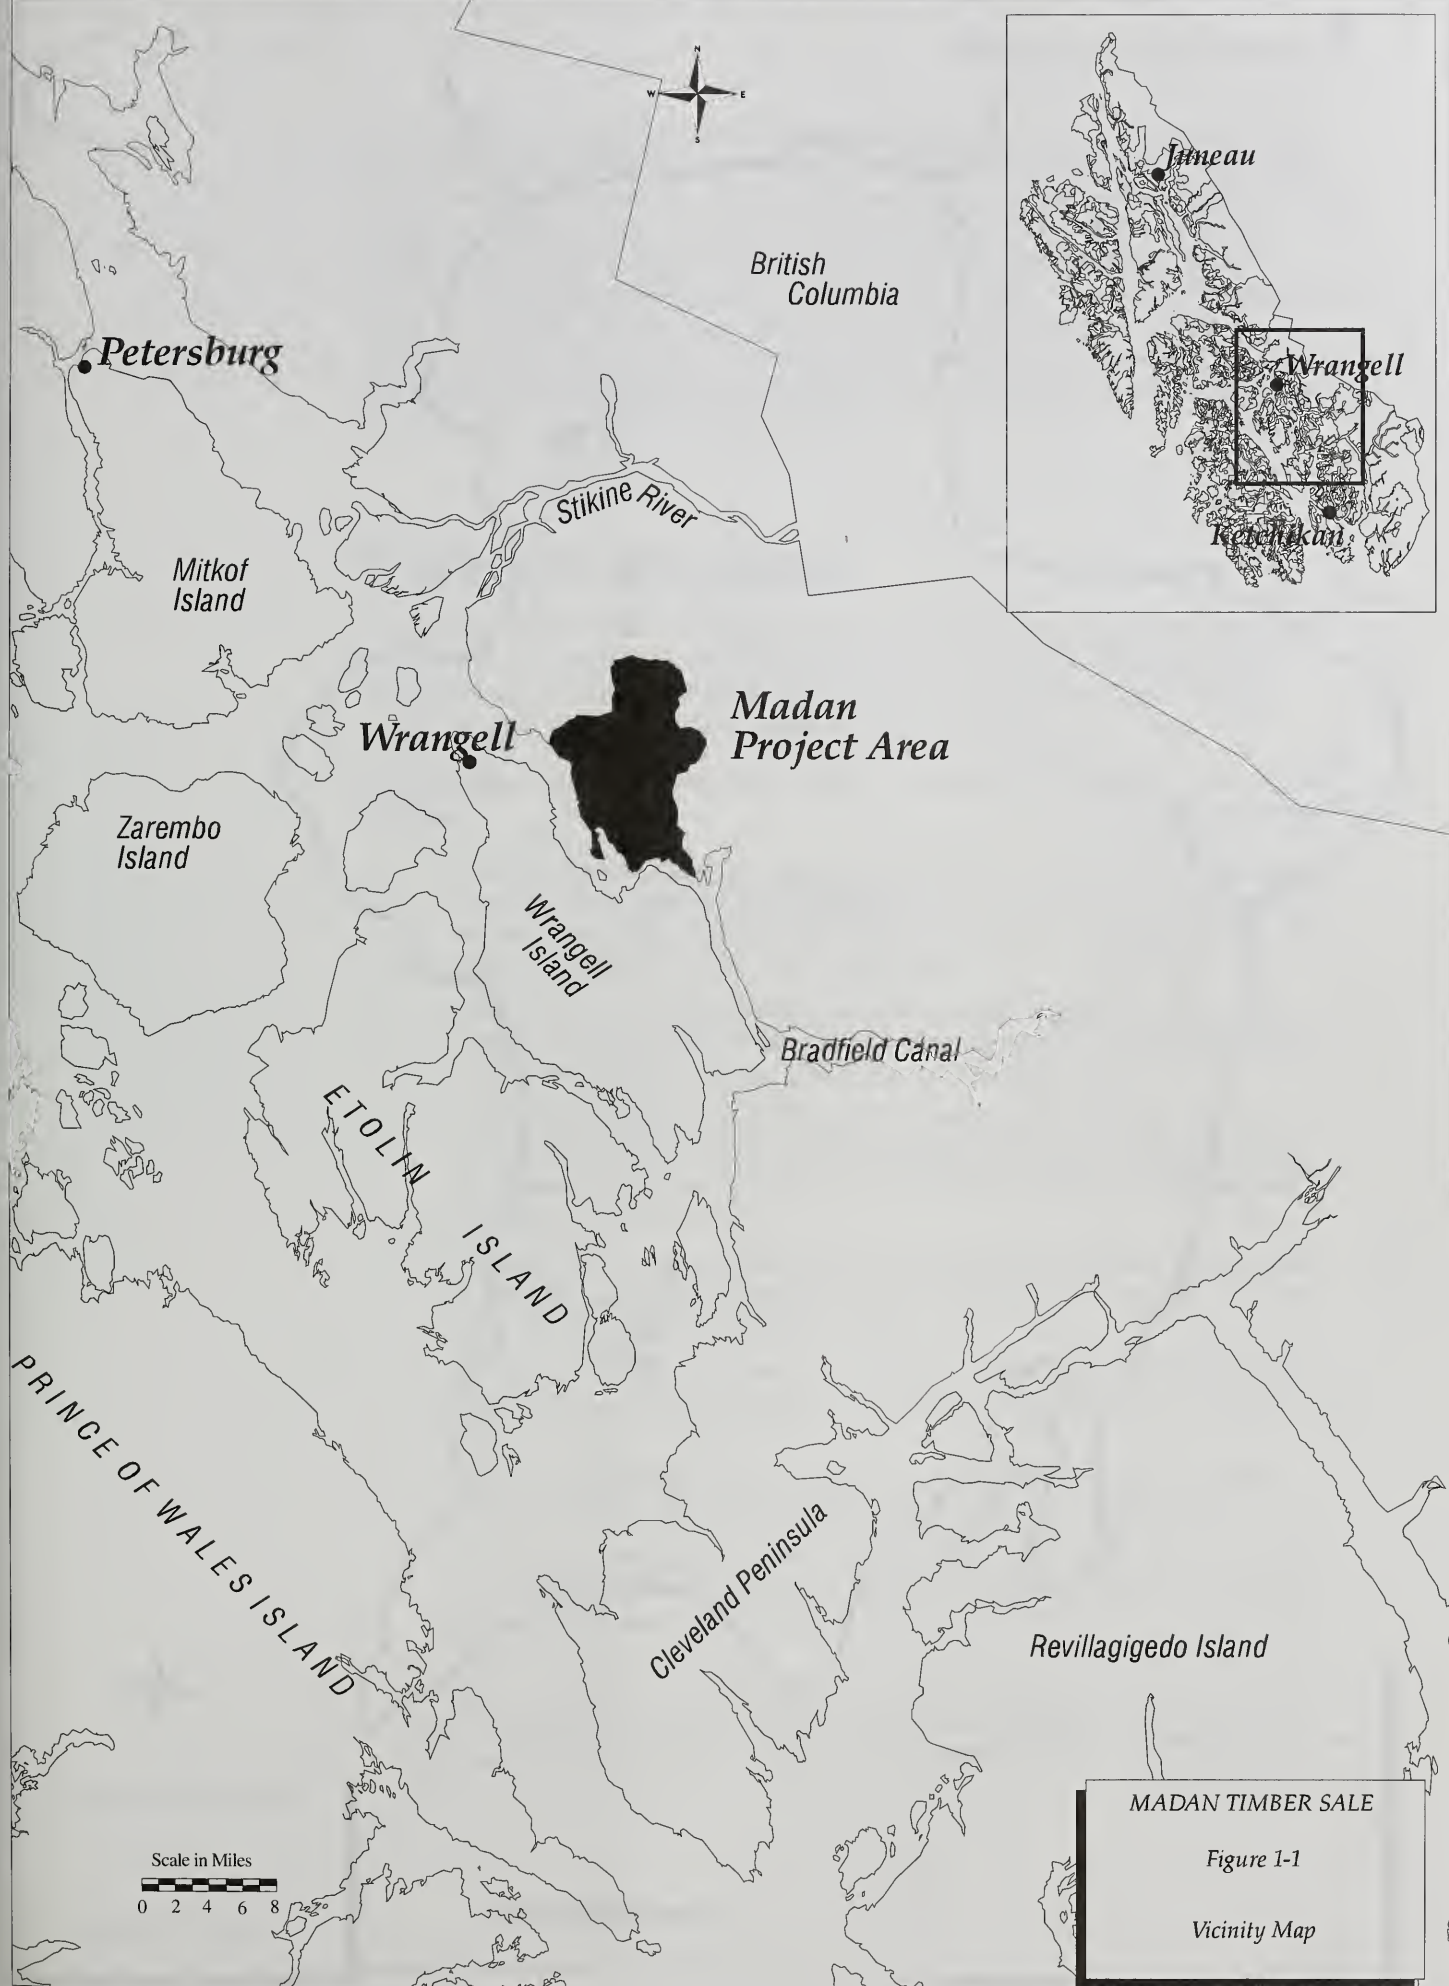 N
W
E
S
Juneau
Wrangell
Ketchikan
British
Columbia
Petersburg
Stikine River
Mitkof
Island
Madan
Project Area
Wrangell
Zarembo
Island
Wrangell
Island
Bradfield Canal
ETOLIN
ISLAND
PRINCE OF WALES ISLAND
Cleveland Peninsula
Revillagigedo Island
Scale in Miles
0 2 4 6 8
MADAN TIMBER SALE
Figure 1-1
Vicinity Map